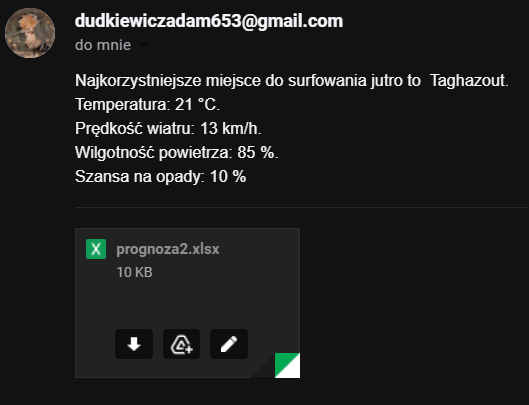 dudkiewiczadam653@gmail.com
do mnie
Najkorzystniejsze miejsce do surfowania jutro to  Taghazout.
Temperatura: 21 °C.
Prędkość wiatru: 13 km/h.
Wilgotność powietrza: 85 %.
Szansa na opady: 10 %
X prognoza2.xlsx
10 KB